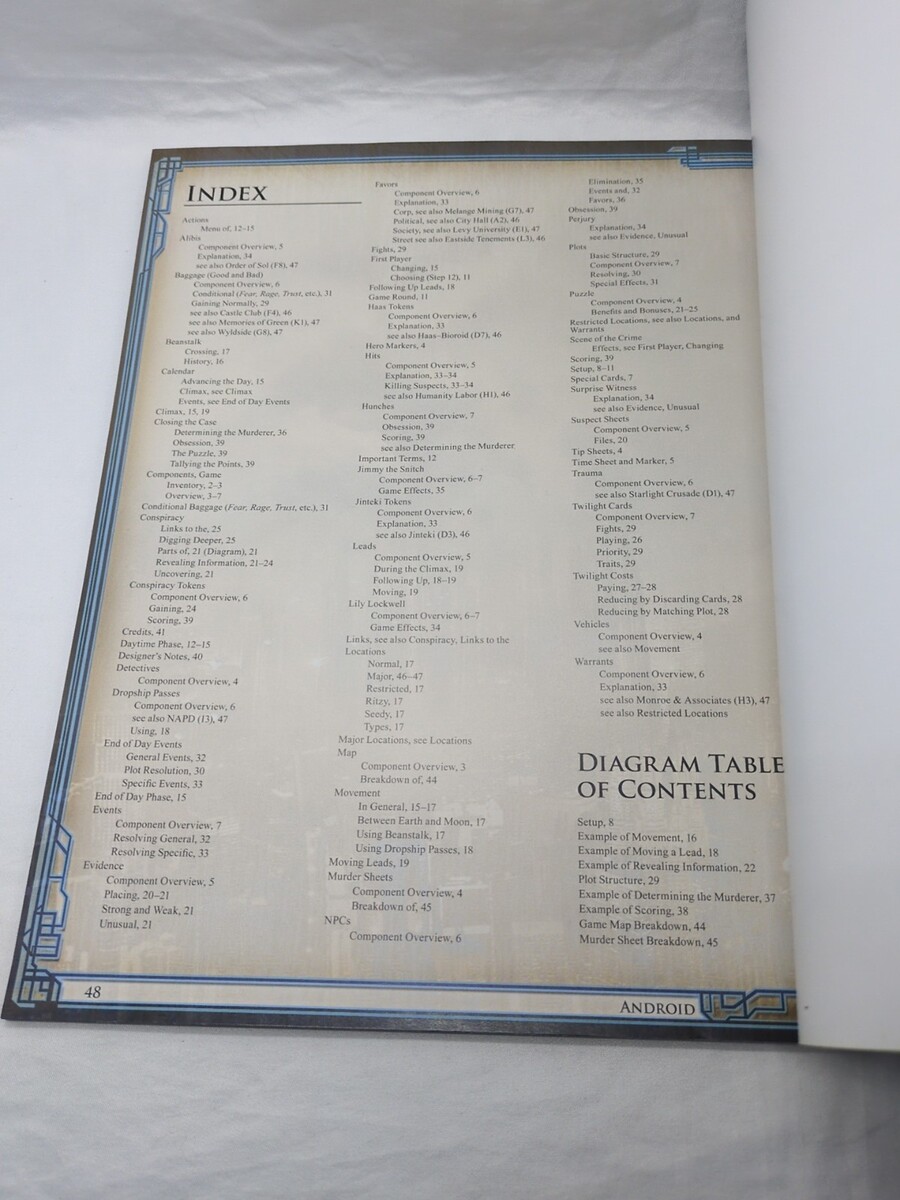 INDEX
Actions
Menu of, 12-15
Alibis
Component Overview, 5
Explanation, 34
see also Order of Sol (F8), 47
Baggage (Good and Bad)
Component Overview, 6
Conditional (Fear, Rage, Trust, etc.), 31
Gaining Normally, 29
see also Castle Club (F4), 46
see also Memories of Green (K1), 47
see also Wyldside (G8), 47
Beanstalk
Crossing, 17
History, 16
Calendar
Advancing the Day, 15
Climax, see Climax
Events, see End of Day Events
Climax, 15, 19
Closing the Case
Determining the Murderer, 36
Obsession, 39
The Puzzle, 39
Tallying the Points, 39
Components, Game
Inventory, 2–3
Overview, 3–7
Conditional Baggage (Fear, Rage, Trust, etc.), 31
Conspiracy
Links to the, 25
Digging Deeper, 25
Parts of, 21 (Diagram), 21
Revealing Information, 21–24
Uncovering, 21
Conspiracy Tokens
Component Overview, 6
Gaining, 24
Scoring, 39
Credits, 41
Daytime Phase, 12–15
Designer's Notes, 40
Detectives
Component Overview, 4
Dropship Passes
Component Overview, 6
see also NAPD (I3), 47
Using, 18
End of Day Events
General Events, 32
Plot Resolution, 30
Specific Events, 33
End of Day Phase, 15
Events
Component Overview, 7
Resolving General, 32
Resolving Specific, 33
Evidence
Component Overview, 5
Placing, 20–21
Strong and Weak, 21
Unusual, 21
Favors
Component Overview, 6
Explanation, 33
Corp, see also Melange Mining (G7), 47
Political, see also City Hall (A2), 46
Society, see also Levy University (E1), 47
Street see also Eastside Tenements (L3), 46
Fights, 29
First Player
Changing, 15
Choosing (Step 12), 11
Following Up Leads, 18
Game Round, 11
Haas Tokens
Component Overview, 6
Explanation, 33
see also Haas–Bioroid (D7), 46
Hero Markers, 4
Hits
Component Overview, 5
Explanation, 33–34
Killing Suspects, 33–34
see also Humanity Labor (H1), 46
Hunches
Component Overview, 7
Obsession, 39
Scoring, 39
see also Determining the Murderer
Important Terms, 12
Jimmy the Snitch
Component Overview, 6–7
Game Effects, 35
Jinteki Tokens
Component Overview, 6
Explanation, 33
see also Jinteki (D3), 46
Leads
Component Overview, 5
During the Climax, 19
Following Up, 18–19
Moving, 19
Lily Lockwell
Component Overview, 6–7
Game Effects, 34
Links, see also Conspiracy, Links to the
Locations
Normal, 17
Major, 46–47
Restricted, 17
Ritzy, 17
Seedy, 17
Types, 17
Major Locations, see Locations
Map
Component Overview, 3
Breakdown of, 44
Movement
In General, 15–17
Between Earth and Moon, 17
Using Beanstalk, 17
Using Dropship Passes, 18
Moving Leads, 19
Murder Sheets
Component Overview, 4
Breakdown of, 45
NPCs
Component Overview, 6
Elimination, 35
Events and, 32
Favors, 36
Obsession, 39
Perjury
Explanation, 34
see also Evidence, Unusual
Plots
Basic Structure, 29
Component Overview, 7
Resolving, 30
Special Effects, 31
Puzzle
Component Overview, 4
Benefits and Bonuses, 21–25
Restricted Locations, see also Locations, and
Warrants
Scene of the Crime
Effects, see First Player, Changing
Scoring, 39
Setup, 8–11
Special Cards, 7
Surprise Witness
Explanation, 34
see also Evidence, Unusual
Suspect Sheets
Component Overview, 5
Files, 20
Tip Sheets, 4
Time Sheet and Marker, 5
Trauma
Component Overview, 6
see also Starlight Crusade (D1), 47
Twilight Cards
Component Overview, 7
Fights, 29
Playing, 26
Priority, 29
Traits, 29
Twilight Costs
Paying, 27–28
Reducing by Discarding Cards, 28
Reducing by Matching Plot, 28
Vehicles
Component Overview, 4
see also Movement
Warrants
Component Overview, 6
Explanation, 33
see also Monroe & Associates (H3), 47
see also Restricted Locations
DIAGRAM TABLE
OF CONTENTS
Setup, 8
Example of Movement, 16
Example of Moving a Lead, 18
Example of Revealing Information, 22
Plot Structure, 29
Example of Determining the Murderer, 37
Example of Scoring, 38
Game Map Breakdown, 44
Murder Sheet Breakdown, 45
48
ANDROID